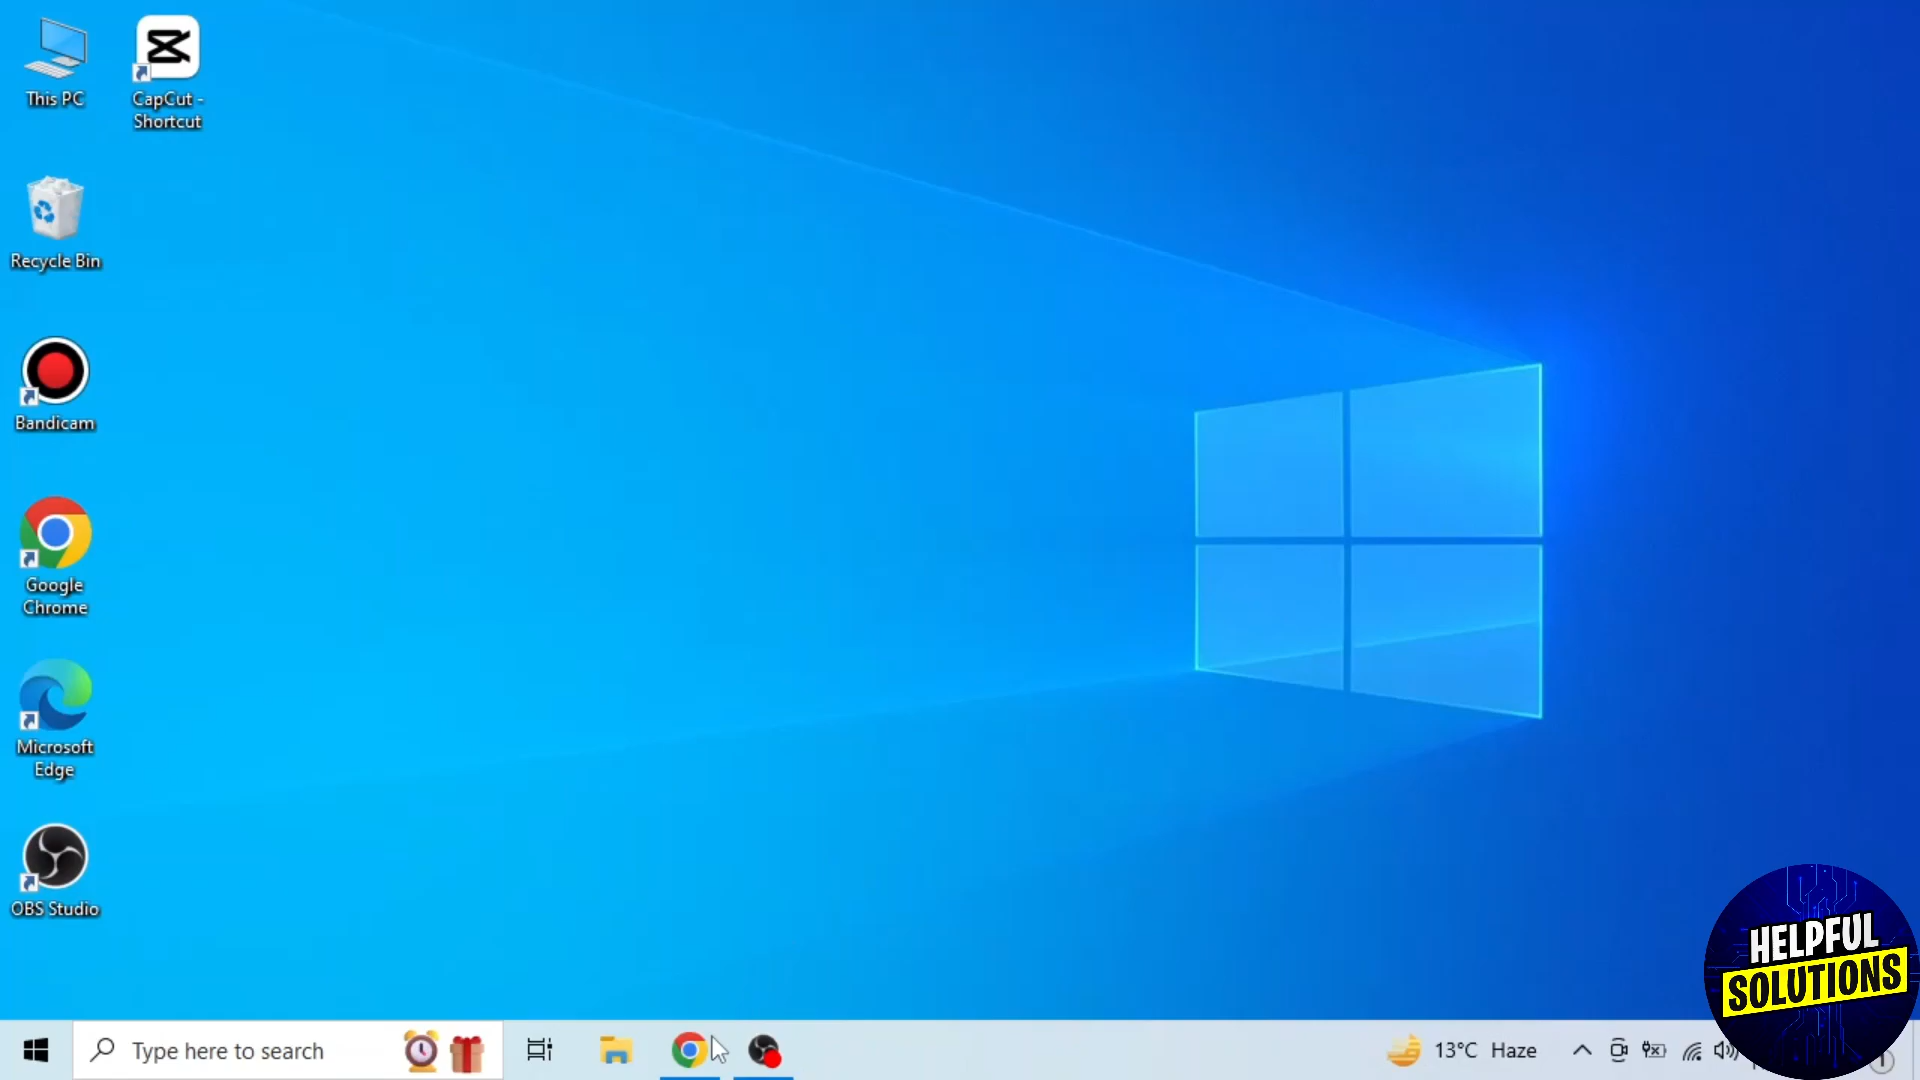 This PC
CapCut -
Shortcut
Recycle Bin
Bandicam
Google
Chrome
Microsoft
Edge
OBS Studio
HELPFUL
SOLUTIONS
Type here to search
13°C Haze